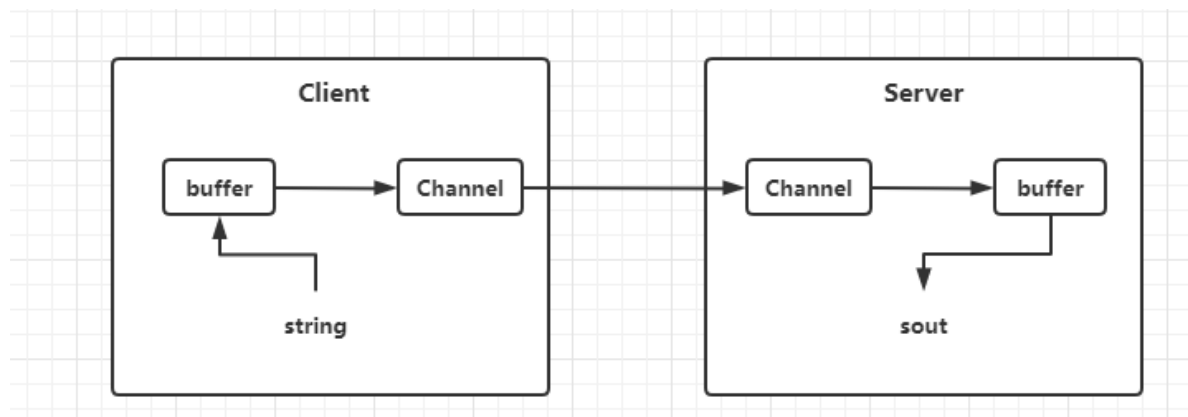 Client
Server
buffer
Channel
Channel
buffer
string
sout